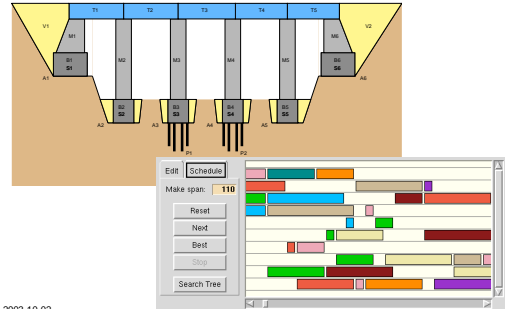 T1 T2 T3 T4 T5
V1 V2
M1 M6
B1 B6
S1 S6
M2 M3 M4 M5
A1 A6
B2 B3 B4 B5
S2 S3 S4 S5
A2 A3 A4 A5
P1 P2
Edit Schedule
Make span: 110
Reset
Next
Best
Stop
Search Tree